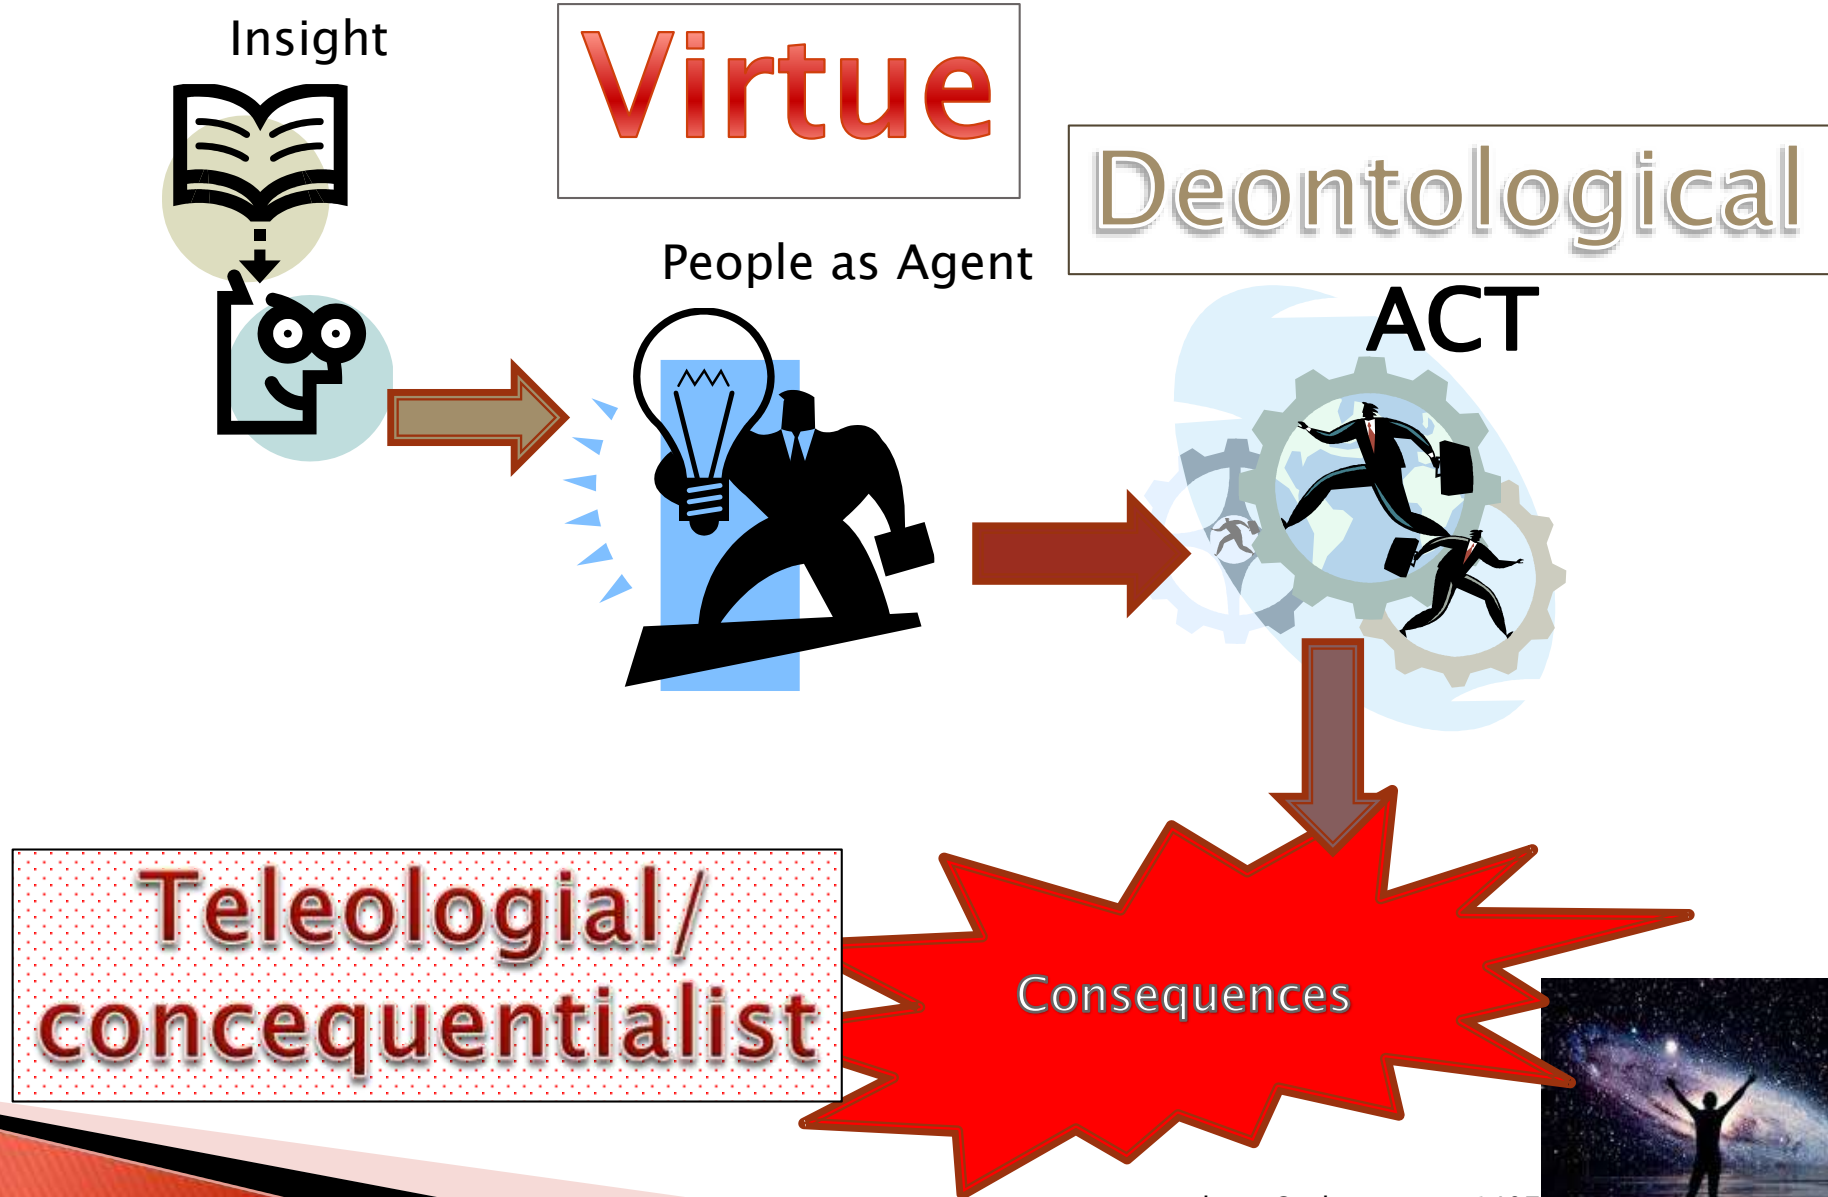 Insight
Virtue
Deontological
People as Agent
ACT
Teleologial/
concequentialist
Consequences